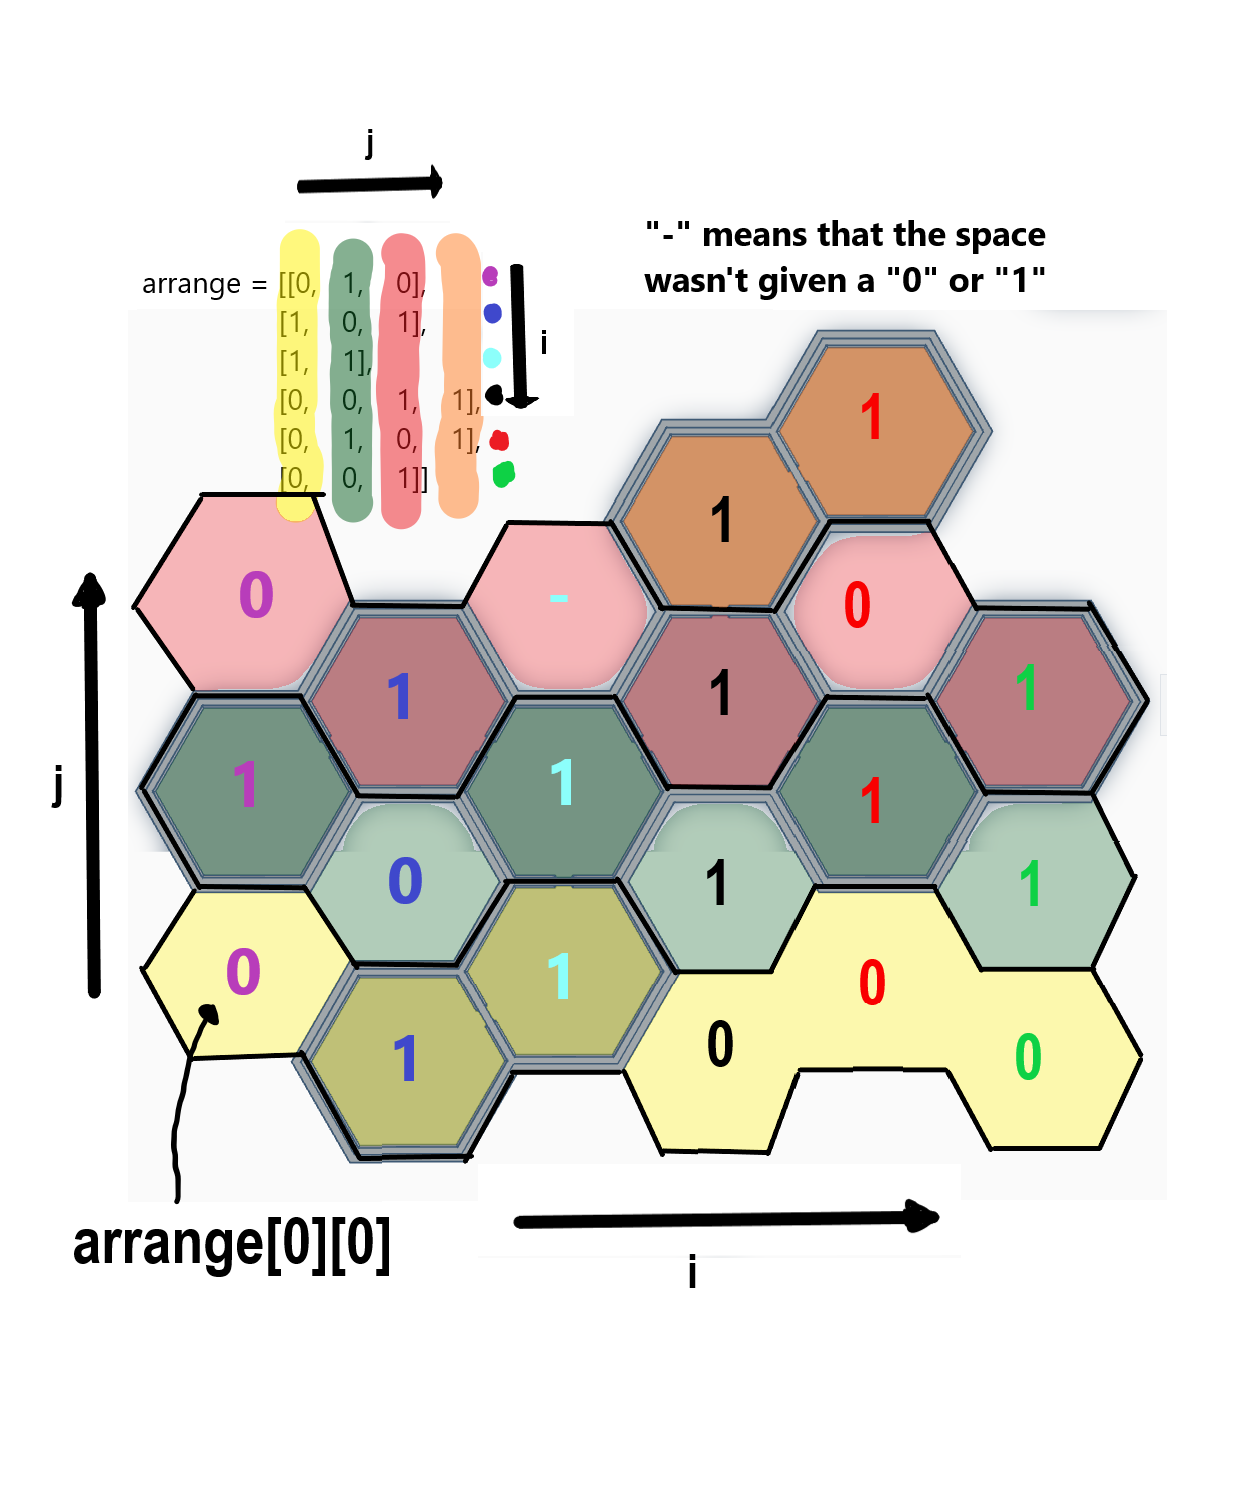 j
"-" means that the space
wasn't given a "0" or "1"
arrange = [[0, 1, 0],
[1, 0, 1],
[1, 1],
[0, 0, 1, 1],
[0, 1, 0, 1],
[0, 0, 1]]
i
1
1
0 - 0
1 1 1
1 1 1
j
0 1 1
0 1 0
1 0 0
arrange[0][0]
i